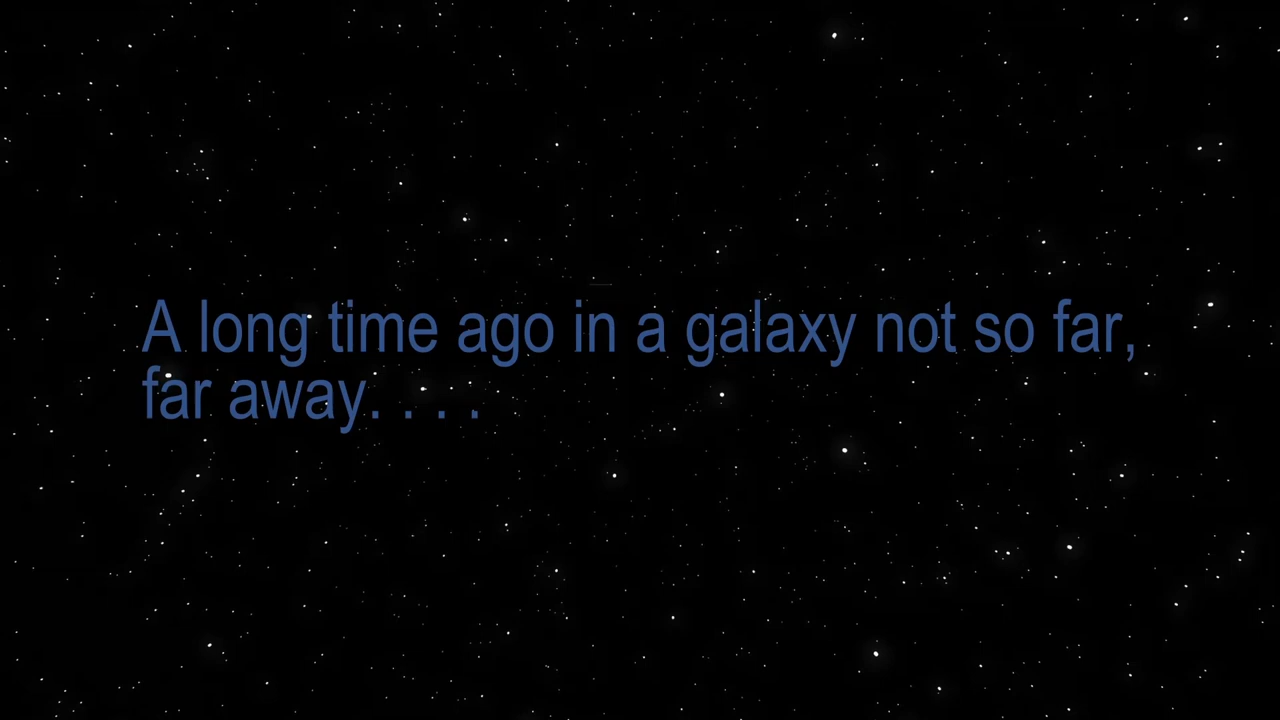 A long time ago in a galaxy not so far,
far away. . . .